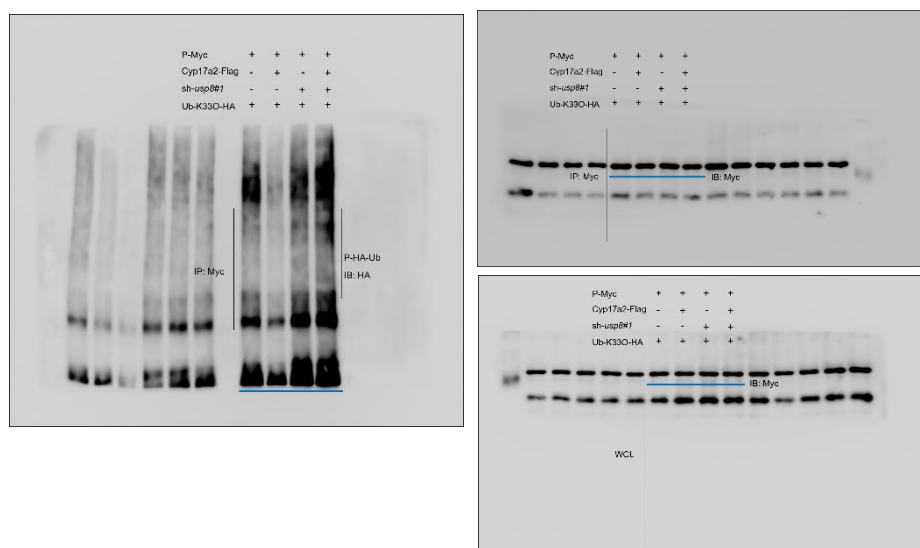 P-Myc + + + +
Cyp17a2-Flag - + - +
sh-usp8#1 - - + +
Ub-K33O-HA + + + +
IP: Myc
P-HA-Ub
IB: HA
P-Myc + + + +
Cyp17a2-Flag - + - +
sh-usp8#1 - - + +
Ub-K33O-HA + + + +
IP: Myc
IB: Myc
P-Myc + + + +
Cyp17a2-Flag - + - +
sh-usp8#1 - - + +
Ub-K33O-HA + + + +
IB: Myc
WCL